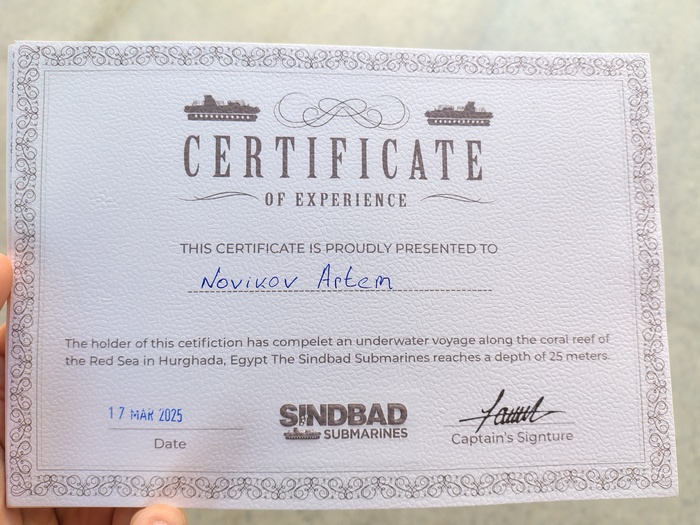 CERTIFICATE
OF EXPERIENCE
THIS CERTIFICATE IS PROUDLY PRESENTED TO
Novikov Artem
The holder of this cetifiction has compelet an underwater voyage along the coral reef of
the Red Sea in Hurghada, Egypt The Sindbad Submarines reaches a depth of 25 meters.
17 MAR 2025
Date
SINDBAD
SUBMARINES
Captain's Signture